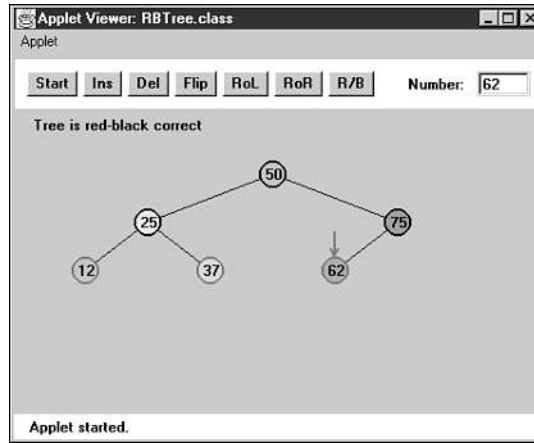 Applet Viewer: RBTree.class
Applet
Start Ins Del Flip RoL RoR R/B Number: 62
Tree is red-black correct
50
25 75
12 37 62
Applet started.